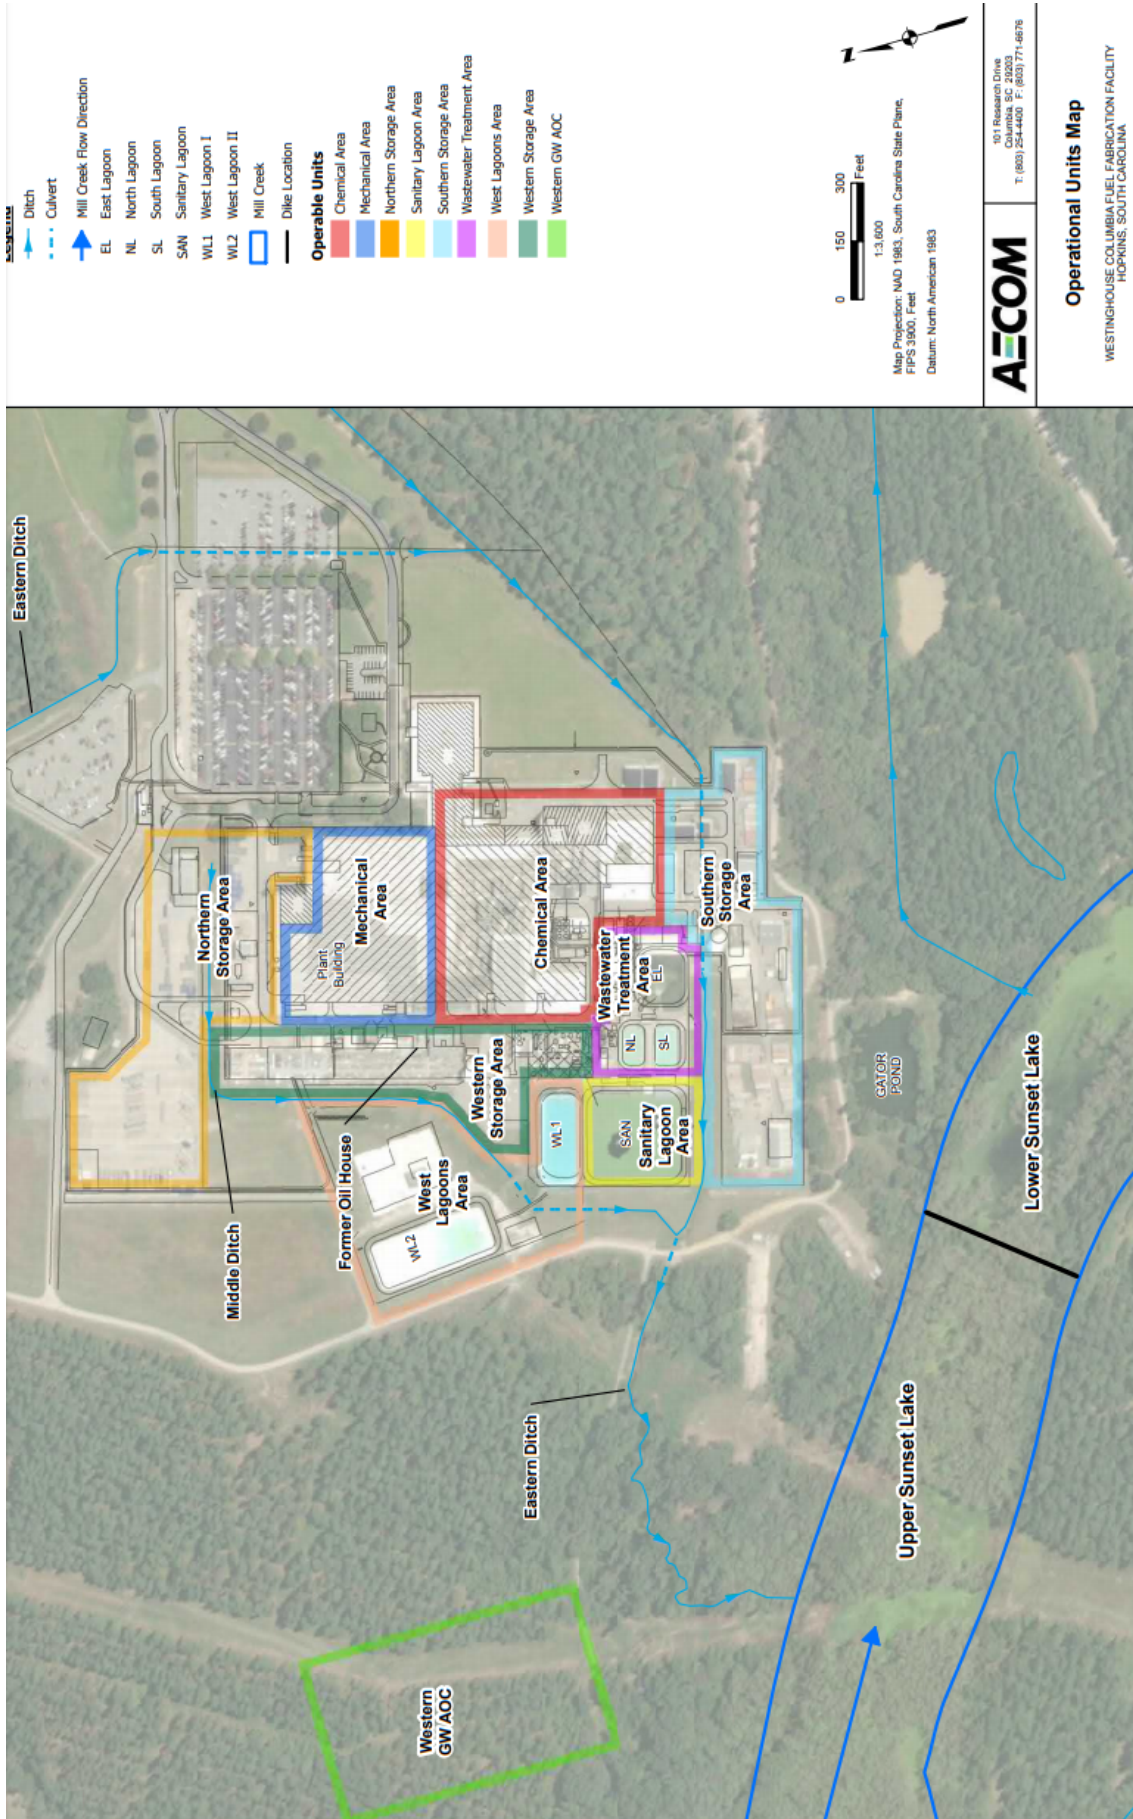 Legend
Ditch
Culvert
Mill Creek Flow Direction
EL East Lagoon
NL North Lagoon
SL South Lagoon
SAN Sanitary Lagoon
WL1 West Lagoon I
WL2 West Lagoon II
Mill Creek
Dike Location
Operable Units
Chemical Area
Mechanical Area
Northern Storage Area
Sanitary Lagoon Area
Southern Storage Area
Wastewater Treatment Area
West Lagoons Area
Western Storage Area
Western GW AOC
N
0 150 300
Feet
1:3,600
Map Projection: NAD 1983, South Carolina State Plane,
FIPS 3900, Feet
Datum: North American 1983
AECOM
101 Research Drive
Columbia, SC 29203
T: (803) 254-4400 F: (803) 771-6676
Operational Units Map
WESTINGHOUSE COLUMBIA FUEL FABRICATION FACILITY
HOPKINS, SOUTH CAROLINA
Eastern Ditch
Northern
Storage Area
Mechanical
Area
Plant
Building
Chemical Area
Wastewater
Treatment
Area
EL
NL
SL
Southern
Storage
Area
Western
Storage Area
Former Oil House
Middle Ditch
West
Lagoons
Area
WL2
WL1
SAN
Sanitary
Lagoon
Area
GATOR
POND
Lower Sunset Lake
Eastern Ditch
Upper Sunset Lake
Western
GW AOC